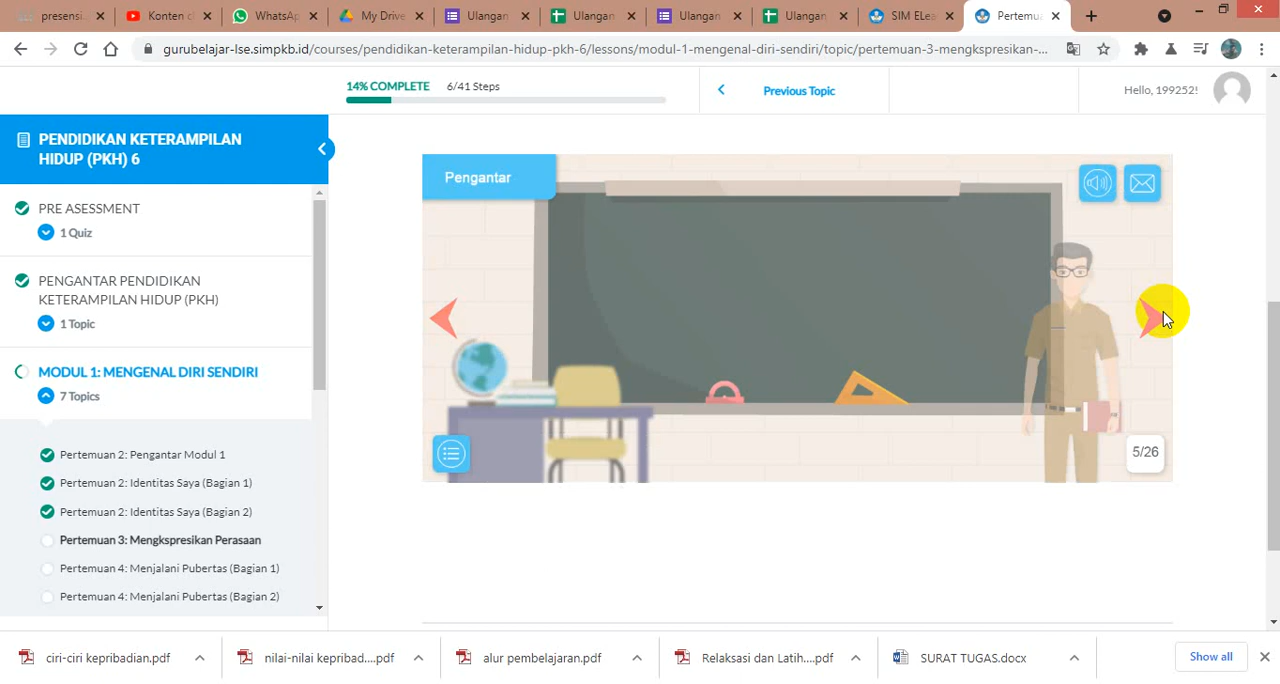 presensi.
Konten cl
WhatsAp
My Drive
Ulangan
Ulangan
Ulangan
Ulangan
SIM ELea
Pertemu
gurubelajar-lse.simpkb.id/courses/pendidikan-keterampilan-hidup-pkh-6/lessons/modul-1-mengenal-diri-sendiri/topic/pertemuan-3-mengkspresikan-...
14% COMPLETE
6/41 Steps
Previous Topic
Hello, 199252!
PENDIDIKAN KETERAMPILAN
HIDUP (PKH) 6
PRE ASESSMENT
1 Quiz
PENGANTAR PENDIDIKAN
KETERAMPILAN HIDUP (PKH)
1 Topic
MODUL 1: MENGENAL DIRI SENDIRI
7 Topics
Pertemuan 2: Pengantar Modul 1
Pertemuan 2: Identitas Saya (Bagian 1)
Pertemuan 2: Identitas Saya (Bagian 2)
Pertemuan 3: Mengkspresikan Perasaan
Pertemuan 4: Menjalani Pubertas (Bagian 1)
Pertemuan 4: Menjalani Pubertas (Bagian 2)
Pengantar
5/26
ciri-ciri kepribadian.pdf
nilai-nilai kepribad....pdf
alur pembelajaran.pdf
Relaksasi dan Latih....pdf
SURAT TUGAS.docx
Show all